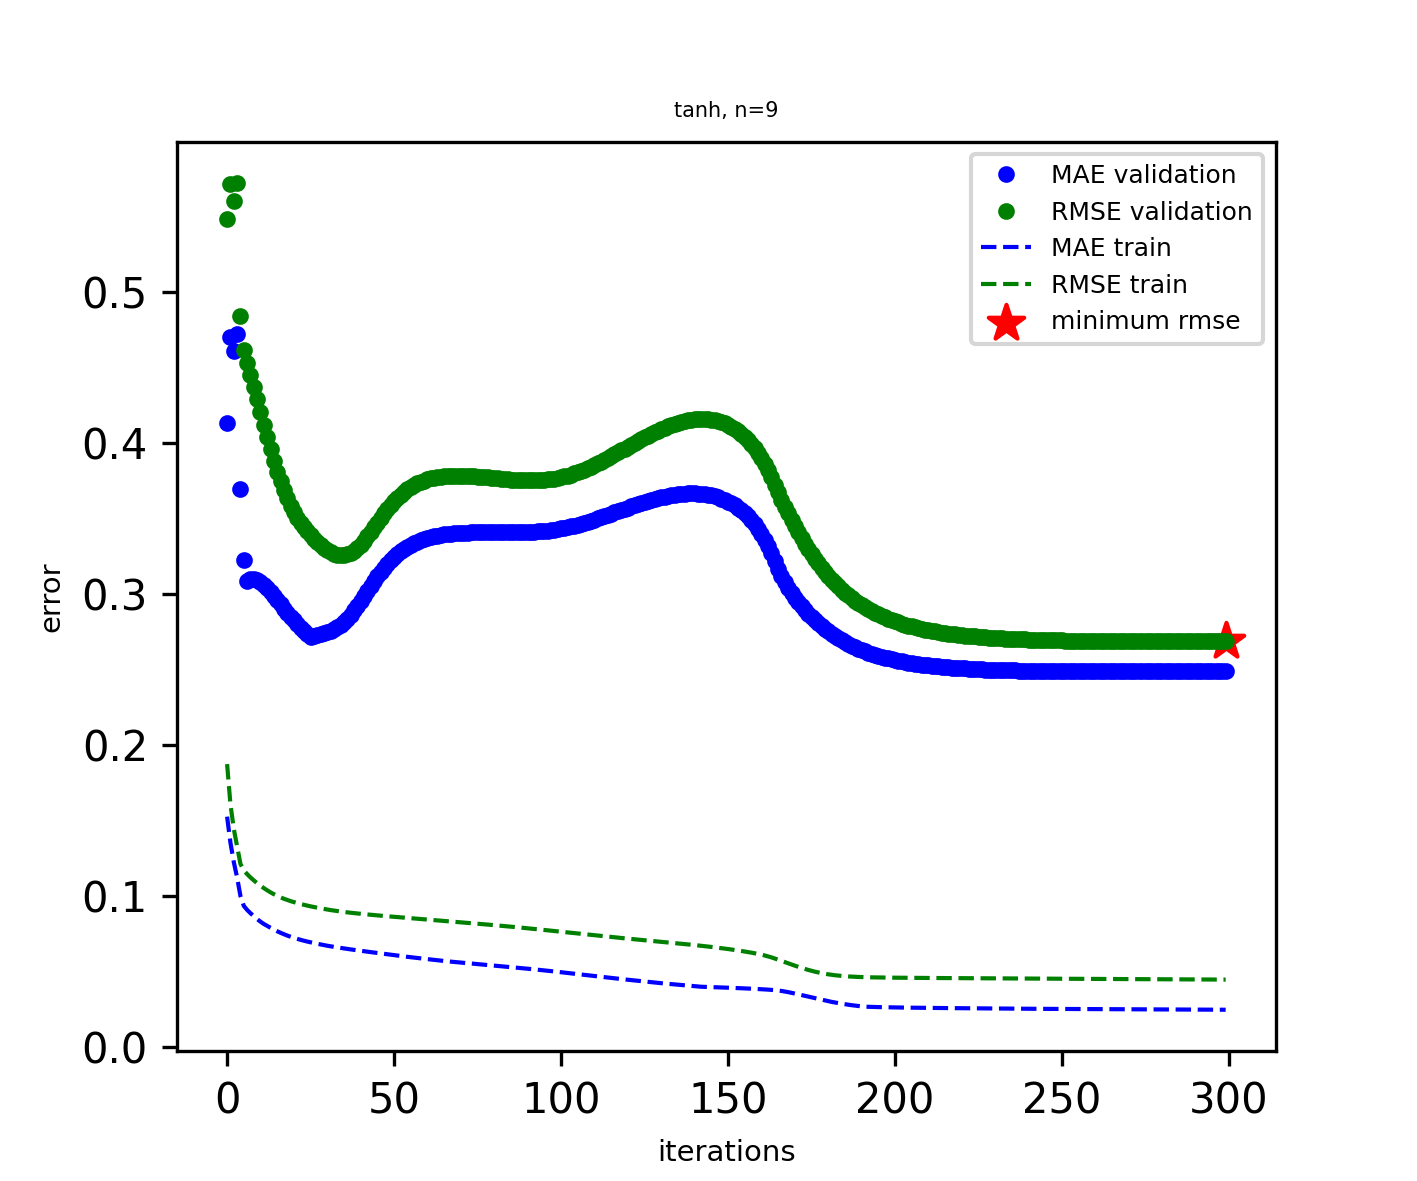 tanh, n=9
MAE validation
RMSE validation
MAE train
RMSE train
minimum rmse
error
0.5
0.4
0.3
0.2
0.1
0.0
0 50 100 150 200 250 300
iterations